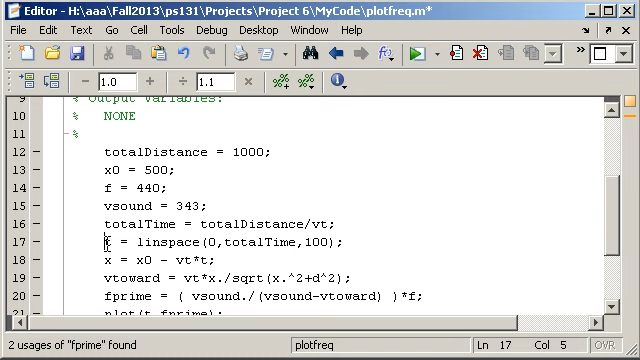 Editor - H:\aaa\Fall2013\ps131\Projects\Project 6\MyCode\plotfreq.m*
File Edit Text Go Cell Tools Debug Desktop Window Help
1.0 1.1
9 % Output Variables:
10 % NONE
11 %
12 totalDistance = 1000;
13 x0 = 500;
14 f = 440;
15 vsound = 343;
16 totalTime = totalDistance/vt;
17 t = linspace(0,totalTime,100);
18 x = x0 - vt*t;
19 vtoward = vt*x./sqrt(x.^2+d^2);
20 fprime = ( vsound./(vsound-vtoward) )*f;
21 plot(t,fprime);
2 usages of "fprime" found plotfreq Ln 17 Col 5 OVR